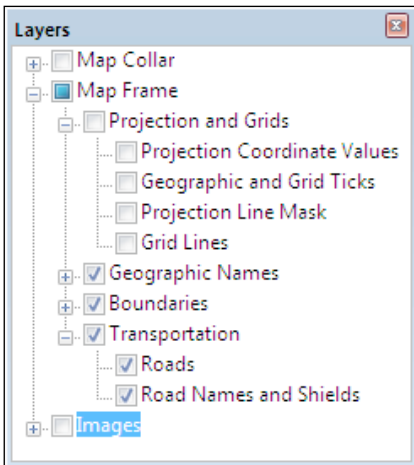 Layers
Map Collar
Map Frame
Projection and Grids
Projection Coordinate Values
Geographic and Grid Ticks
Projection Line Mask
Grid Lines
Geographic Names
Boundaries
Transportation
Roads
Road Names and Shields
Images